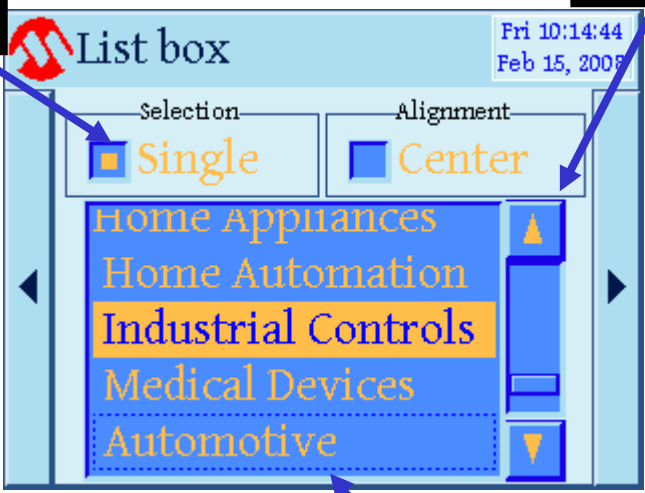 List box
Fri 10:14:44
Feb 15, 2008
Selection
Alignment
Single
Center
Home Appliances
Home Automation
Industrial Controls
Medical Devices
Automotive